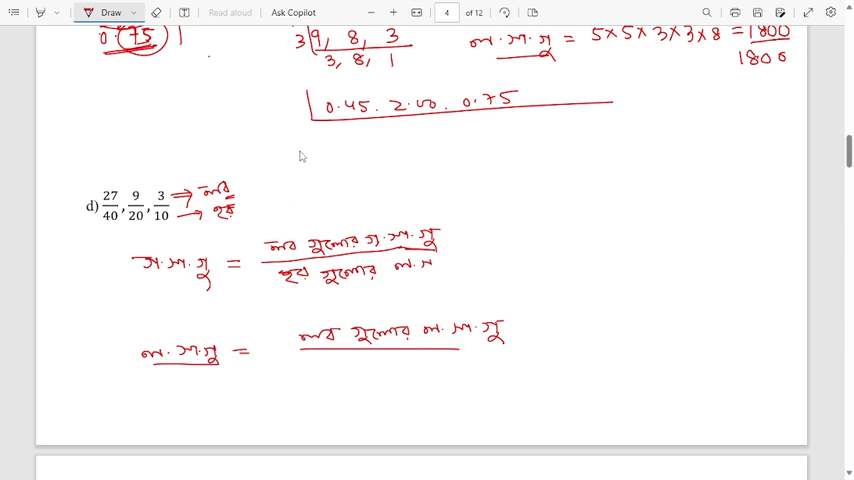 Draw
Read aloud
Ask Copilot
4 of 12
0.75
3 9, 8, 3
3, 8, 1
ল.সা.গু = 5×5×3×3×8 = 1800
1800
0.45. 2.40. 0.75
d) 27/40, 9/20, 3/10 → লব
→ হর
গ.সা.গু = লব গুলোর গ.সা.গু
হর গুলোর ল.স
ল.সা.গু = লব গুলোর ল.সা.গু